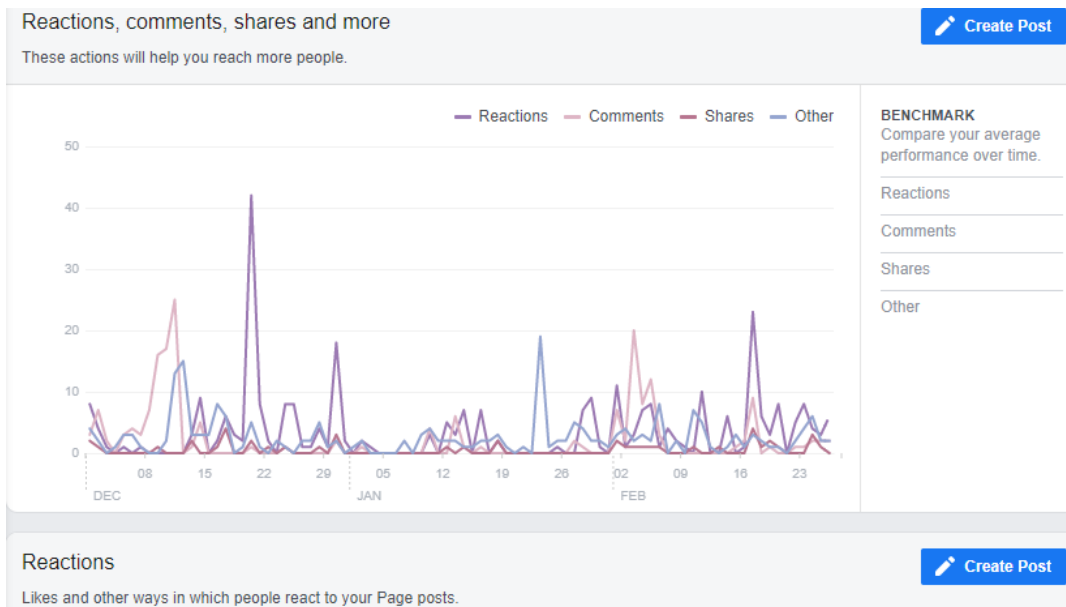 Reactions, comments, shares and more
Create Post
These actions will help you reach more people.
Reactions Comments Shares Other
BENCHMARK
Compare your average
performance over time.
Reactions
Comments
Shares
Other
50
40
30
20
10
0
08 15 22 29 05 12 19 26 02 09 16 23
DEC JAN FEB
Reactions
Create Post
Likes and other ways in which people react to your Page posts.